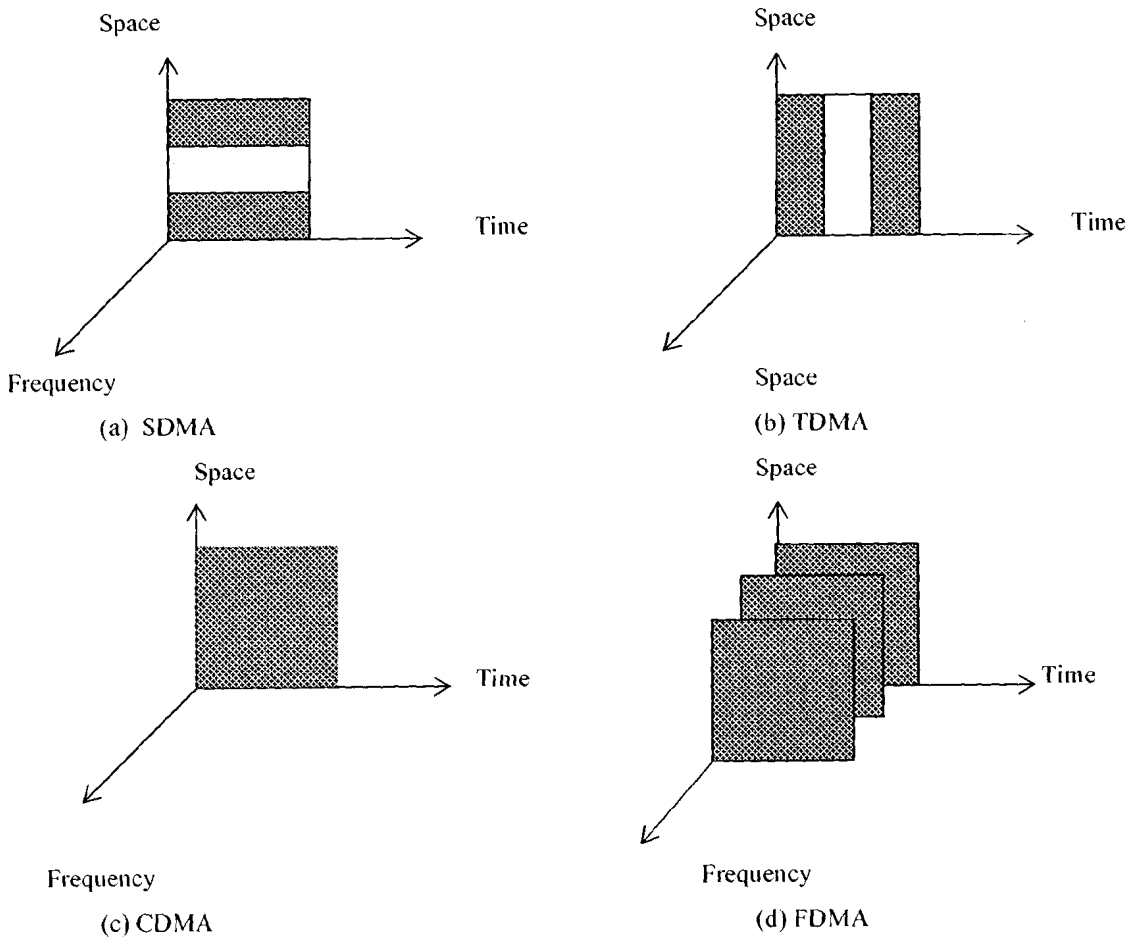 Space
Time
Frequency
(a) SDMA
Space
Time
Space
(b) TDMA
Space
Time
Frequency
(c) CDMA
Space
Time
Frequency
(d) FDMA